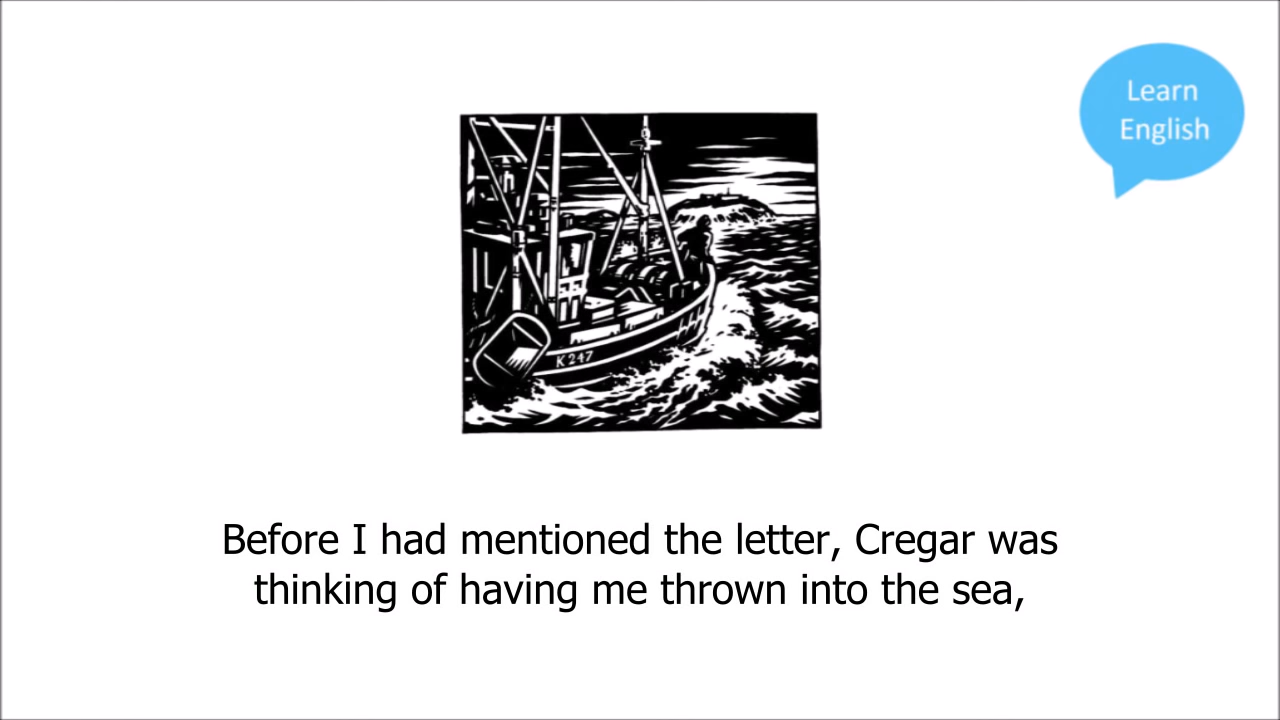 Learn
English
K 247
Before I had mentioned the letter, Cregar was
thinking of having me thrown into the sea,